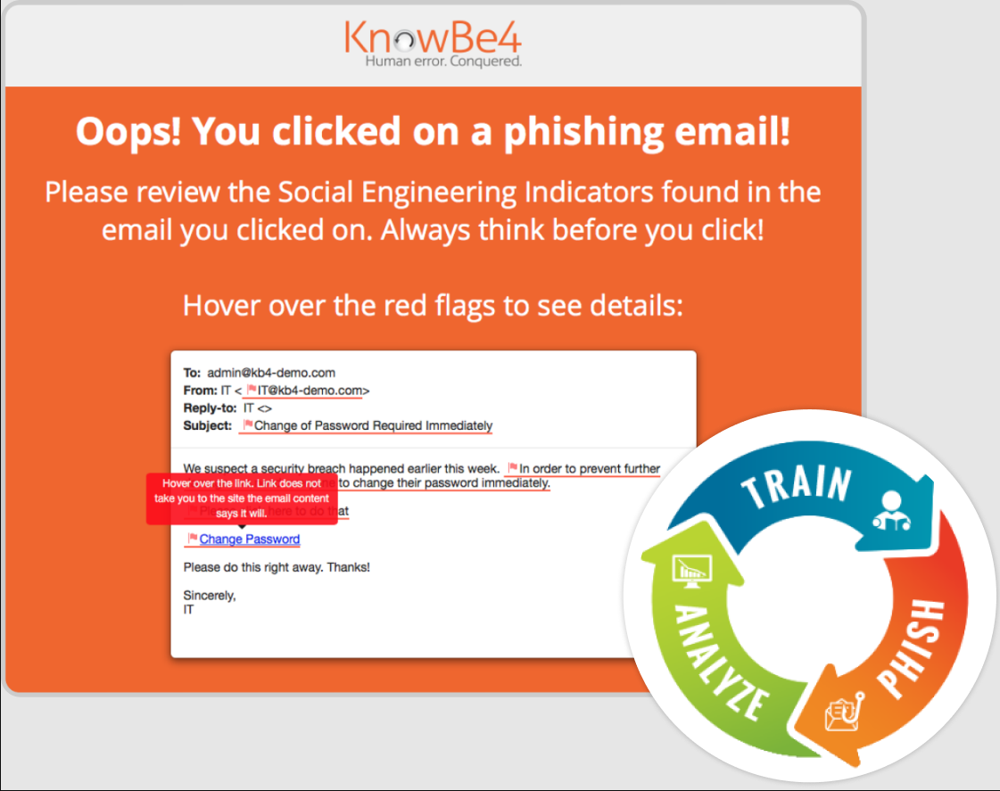 KnowBe4
Human error. Conquered.
Oops! You clicked on a phishing email!
Please review the Social Engineering Indicators found in the
email you clicked on. Always think before you click!
Hover over the red flags to see details:
To: admin@kb4-demo.com
From: IT <IT@kb4-demo.com>
Reply-to: IT <>
Subject: Change of Password Required Immediately
We suspect a security breach happened earlier this week. In order to prevent further
to change their password immediately.
Hover over the link. Link does not
take you to the site the email content
says it will.
here to do that
Change Password
Please do this right away. Thanks!
Sincerely,
IT
TRAIN
PHISH
ANALYZE